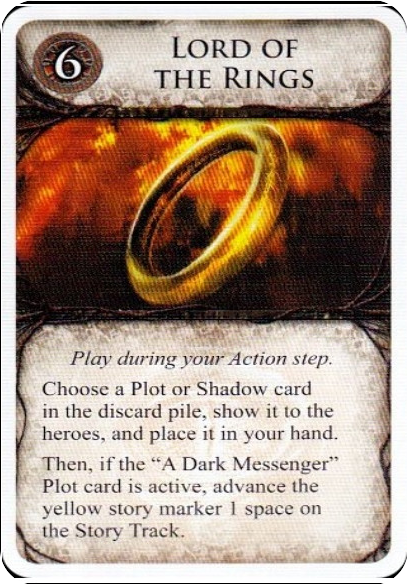 6
LORD OF
THE RINGS
Play during your Action step.
Choose a Plot or Shadow card
in the discard pile, show it to the
heroes, and place it in your hand.
Then, if the “A Dark Messenger”
Plot card is active, advance the
yellow story marker 1 space on
the Story Track.